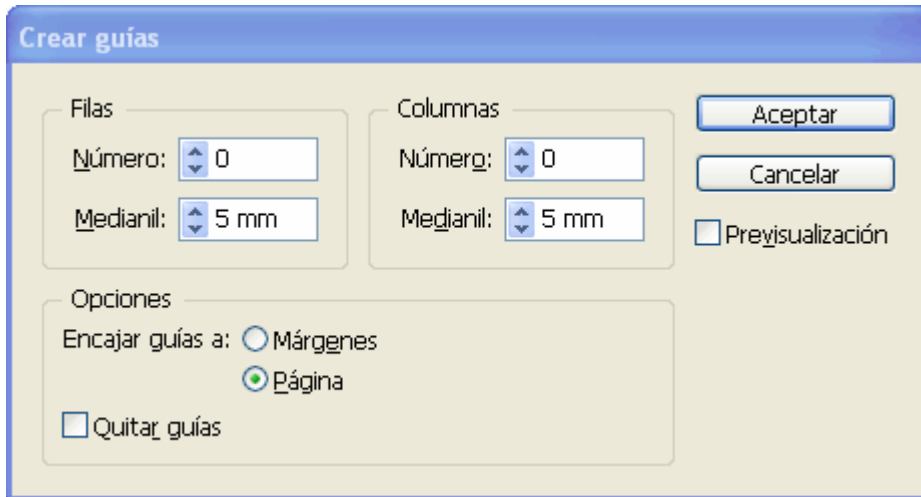 Crear guías
Filas
Número: 0
Medianil: 5 mm
Columnas
Número: 0
Medianil: 5 mm
Aceptar
Cancelar
Previsualización
Opciones
Encajar guías a: Márgenes
Página
Quitar guías